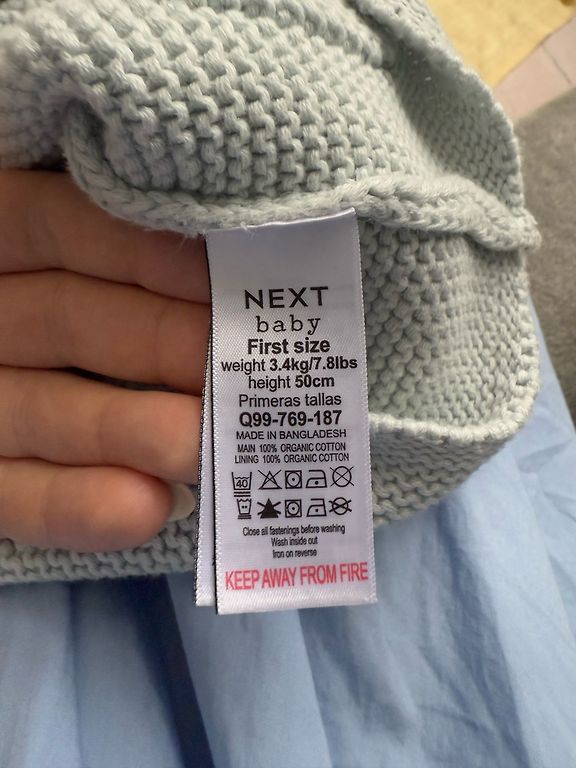 NEXT
baby
First size
weight 3.4kg/7.8lbs
height 50cm
Primeras tallas
Q99-769-187
MADE IN BANGLADESH
MAIN 100% ORGANIC COTTON
LINING 100% ORGANIC COTTON
40
Close all fastenings before washing
Wash inside out
Iron on reverse
KEEP AWAY FROM FIRE